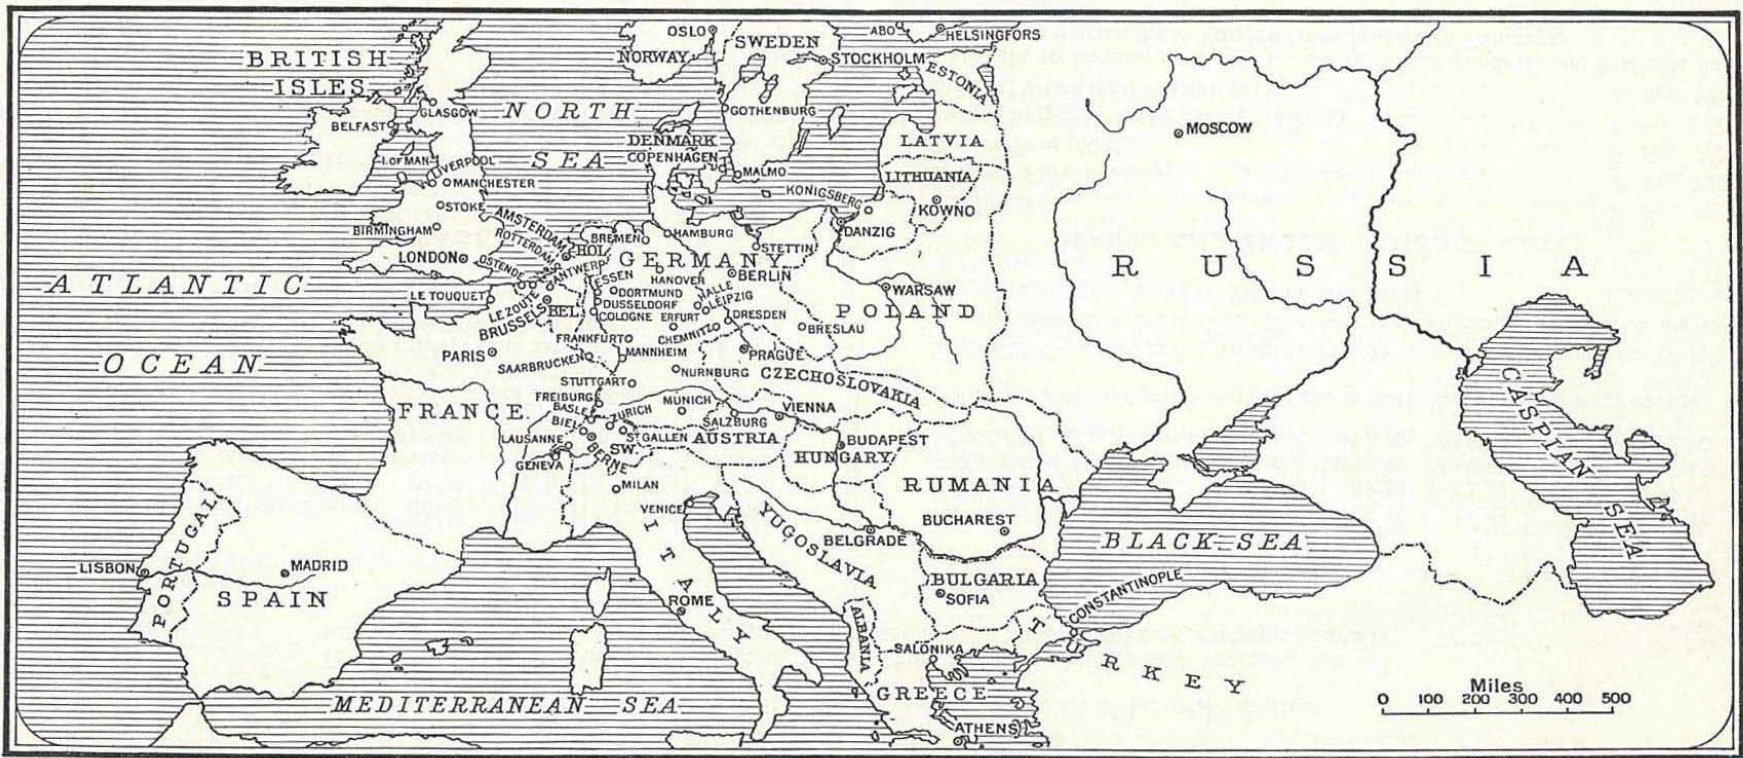 OSLO
SWEDEN
ABO
HELSINGFORS
BRITISH
ISLES
NORWAY
STOCKHOLM
ESTONIA
GLASGOW
NORTH
SEA
GOTHENBURG
BELFAST
DENMARK
COPENHAGEN
LATVIA
MOSCOW
I. OF MAN
LIVERPOOL
MANCHESTER
MALMO
LITHUANIA
KONIGSBERG
KOWNO
STOKE
AMSTERDAM
ROTTERDAM
HOL.
BIRMINGHAM
BREMEN
HAMBURG
STETTIN
DANZIG
LONDON
OSTENDE
ANTWERP
GERMANY
BERLIN
RUSSIA
ATLANTIC
OCEAN
LE TOUQUET
LE ZOUTE
BRUSSELS
BEL.
ESSEN
DORTMUND
DUSSELDORF
COLOGNE
HANOVER
HALLE
LEIPZIG
ERFURT
CHEMNITZ
DRESDEN
WARSAW
POLAND
BRESLAU
PARIS
FRANKFURT
MANNHEIM
SAARBRUCKEN
PRAGUE
NURNBURG
CZECHOSLOVAKIA
STUTTGART
FREIBURG
BASLE
BIEL
ZURICH
MUNICH
SALZBURG
VIENNA
FRANCE
LAUSANNE
GENEVA
BERNE
SW.
ST GALLEN
AUSTRIA
BUDAPEST
HUNGARY
CASPIAN SEA
MILAN
VENICE
RUMANIA
BUCHAREST
ITALY
YUGOSLAVIA
BELGRADE
BLACK SEA
LISBON
PORTUGAL
MADRID
SPAIN
ROME
BULGARIA
SOFIA
CONSTANTINOPLE
ALBANIA
SALONIKA
TURKEY
GREECE
ATHENS
MEDITERRANEAN SEA
Miles
0 100 200 300 400 500